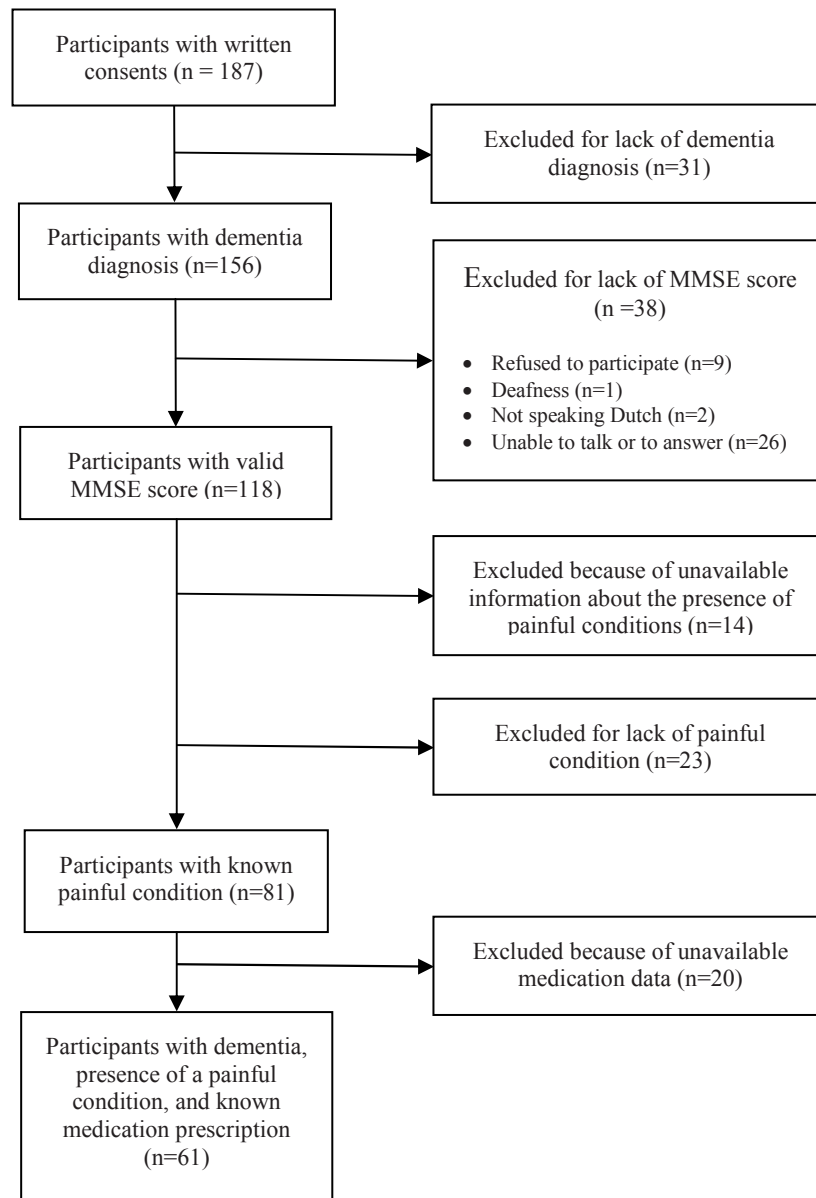 Participants with written
consents (n = 187)
Excluded for lack of dementia
diagnosis (n=31)
Participants with dementia
diagnosis (n=156)
Excluded for lack of MMSE score
(n =38)
• Refused to participate (n=9)
• Deafness (n=1)
• Not speaking Dutch (n=2)
• Unable to talk or to answer (n=26)
Participants with valid
MMSE score (n=118)
Excluded because of unavailable
information about the presence of
painful conditions (n=14)
Excluded for lack of painful
condition (n=23)
Participants with known
painful condition (n=81)
Excluded because of unavailable
medication data (n=20)
Participants with dementia,
presence of a painful
condition, and known
medication prescription
(n=61)